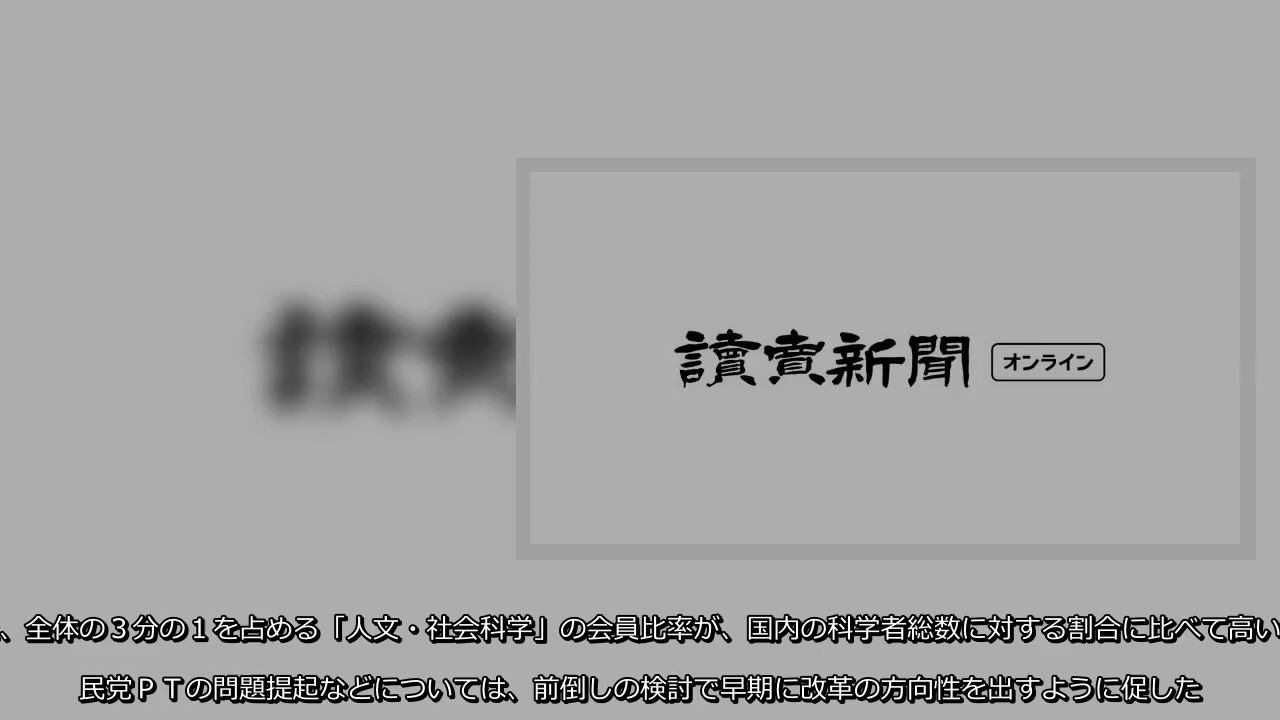 讀賣
讀賣新聞 オンライン
、全体の３分の１を占める「人文・社会科学」の会員比率が、国内の科学者総数に対する割合に比べて高い
民党ＰＴの問題提起などについては、前倒しの検討で早期に改革の方向性を出すように促した